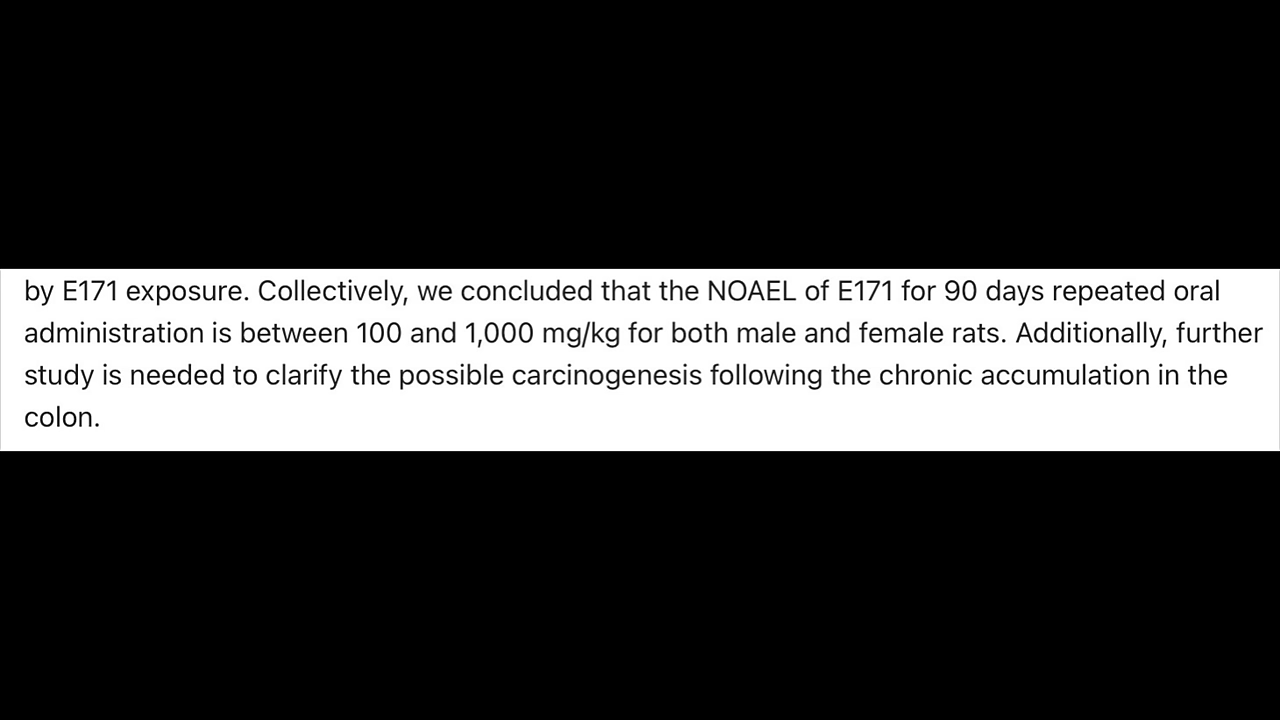 by E171 exposure. Collectively, we concluded that the NOAEL of E171 for 90 days repeated oral
administration is between 100 and 1,000 mg/kg for both male and female rats. Additionally, further
study is needed to clarify the possible carcinogenesis following the chronic accumulation in the
colon.